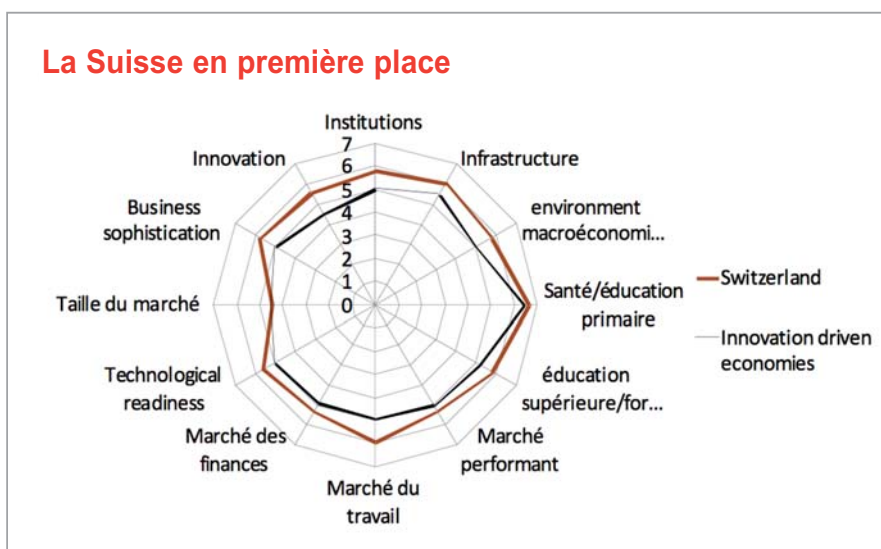 La Suisse en première place
Institutions
Infrastructure
environment
macroéconomi...
Santé/éducation
primaire
éducation
supérieure/for...
Marché
performant
Marché du
travail
Marché des
finances
Technological
readiness
Taille du marché
Business
sophistication
Innovation
7
6
5
4
3
2
1
0
Switzerland
Innovation driven
economies